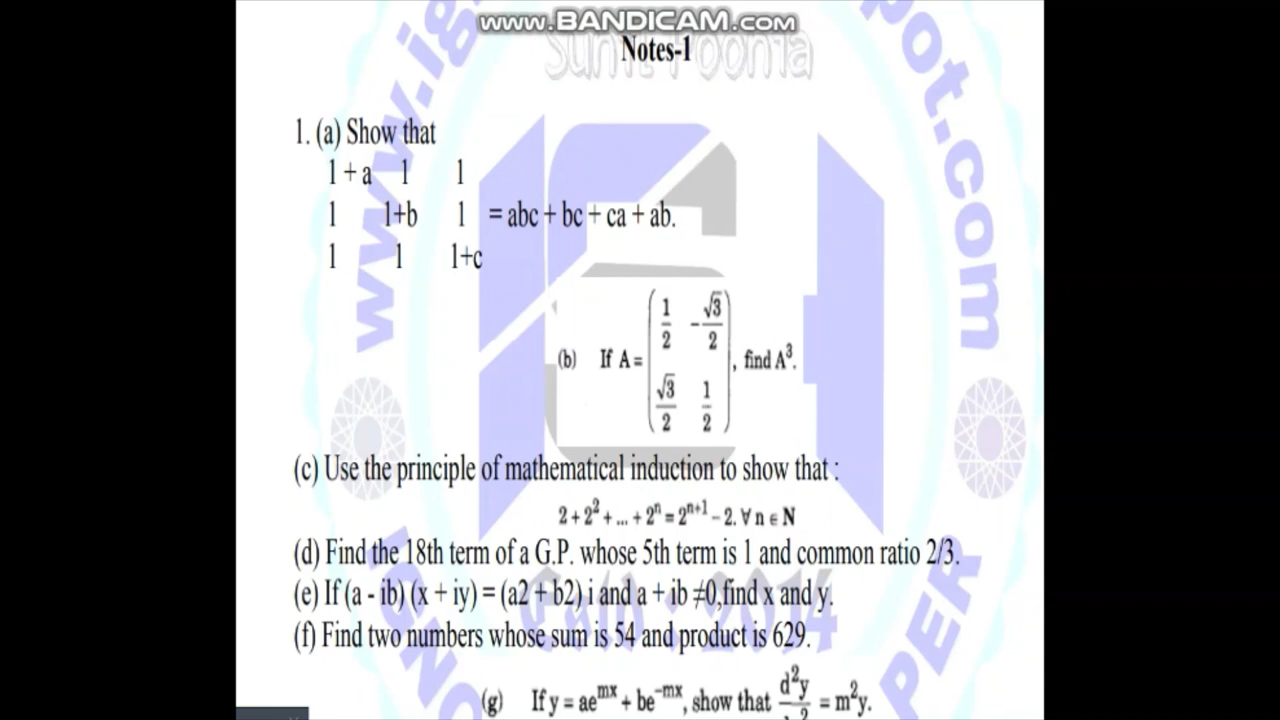 www.BANDICAM.com
Sumit Poonia
Notes-1
1. (a) Show that
1 + a 1 1
1 1+b 1 = abc + bc + ca + ab.
1 1 1+c
(b) If A = ( 1/2 -√3/2 √3/2 1/2 ), find A³.
(c) Use the principle of mathematical induction to show that :
2 + 2² + ... + 2ⁿ = 2ⁿ⁺¹ – 2. ∀ n ∈ N
(d) Find the 18th term of a G.P. whose 5th term is 1 and common ratio 2/3.
(e) If (a - ib) (x + iy) = (a2 + b2) i and a + ib ≠0,find x and y.
(f) Find two numbers whose sum is 54 and product is 629.
(g) If y = ae^mx + be^–mx, show that d²y = m²y.